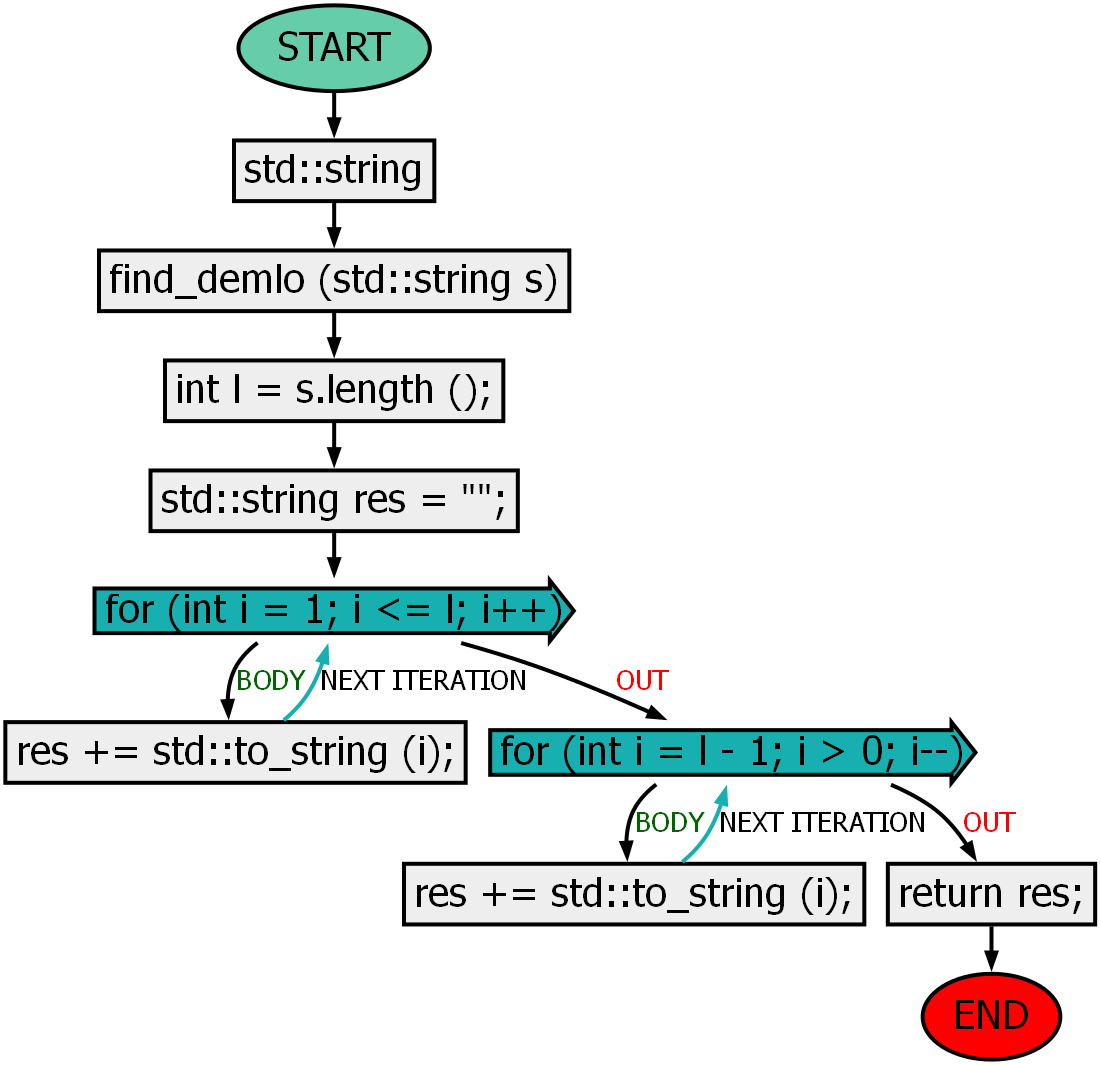 START
std::string
find_demlo (std::string s)
int l = s.length ();
std::string res = "";
for (int i = 1; i <= l; i++)
BODY
NEXT ITERATION
OUT
res += std::to_string (i);
for (int i = l - 1; i > 0; i--)
BODY
NEXT ITERATION
OUT
res += std::to_string (i);
return res;
END